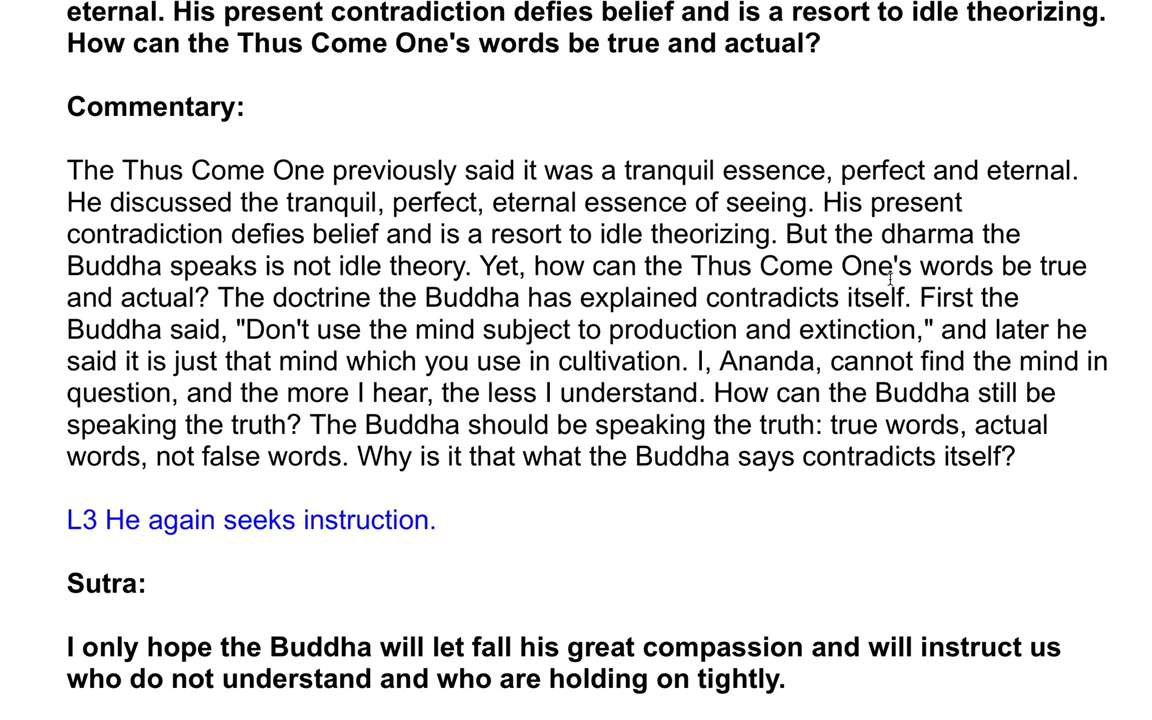 eternal. His present contradiction defies belief and is a resort to idle theorizing.
How can the Thus Come One's words be true and actual?
Commentary:
The Thus Come One previously said it was a tranquil essence, perfect and eternal.
He discussed the tranquil, perfect, eternal essence of seeing. His present
contradiction defies belief and is a resort to idle theorizing. But the dharma the
Buddha speaks is not idle theory. Yet, how can the Thus Come One's words be true
and actual? The doctrine the Buddha has explained contradicts itself. First the
Buddha said, "Don't use the mind subject to production and extinction," and later he
said it is just that mind which you use in cultivation. I, Ananda, cannot find the mind in
question, and the more I hear, the less I understand. How can the Buddha still be
speaking the truth? The Buddha should be speaking the truth: true words, actual
words, not false words. Why is it that what the Buddha says contradicts itself?
L3 He again seeks instruction.
Sutra:
I only hope the Buddha will let fall his great compassion and will instruct us
who do not understand and who are holding on tightly.